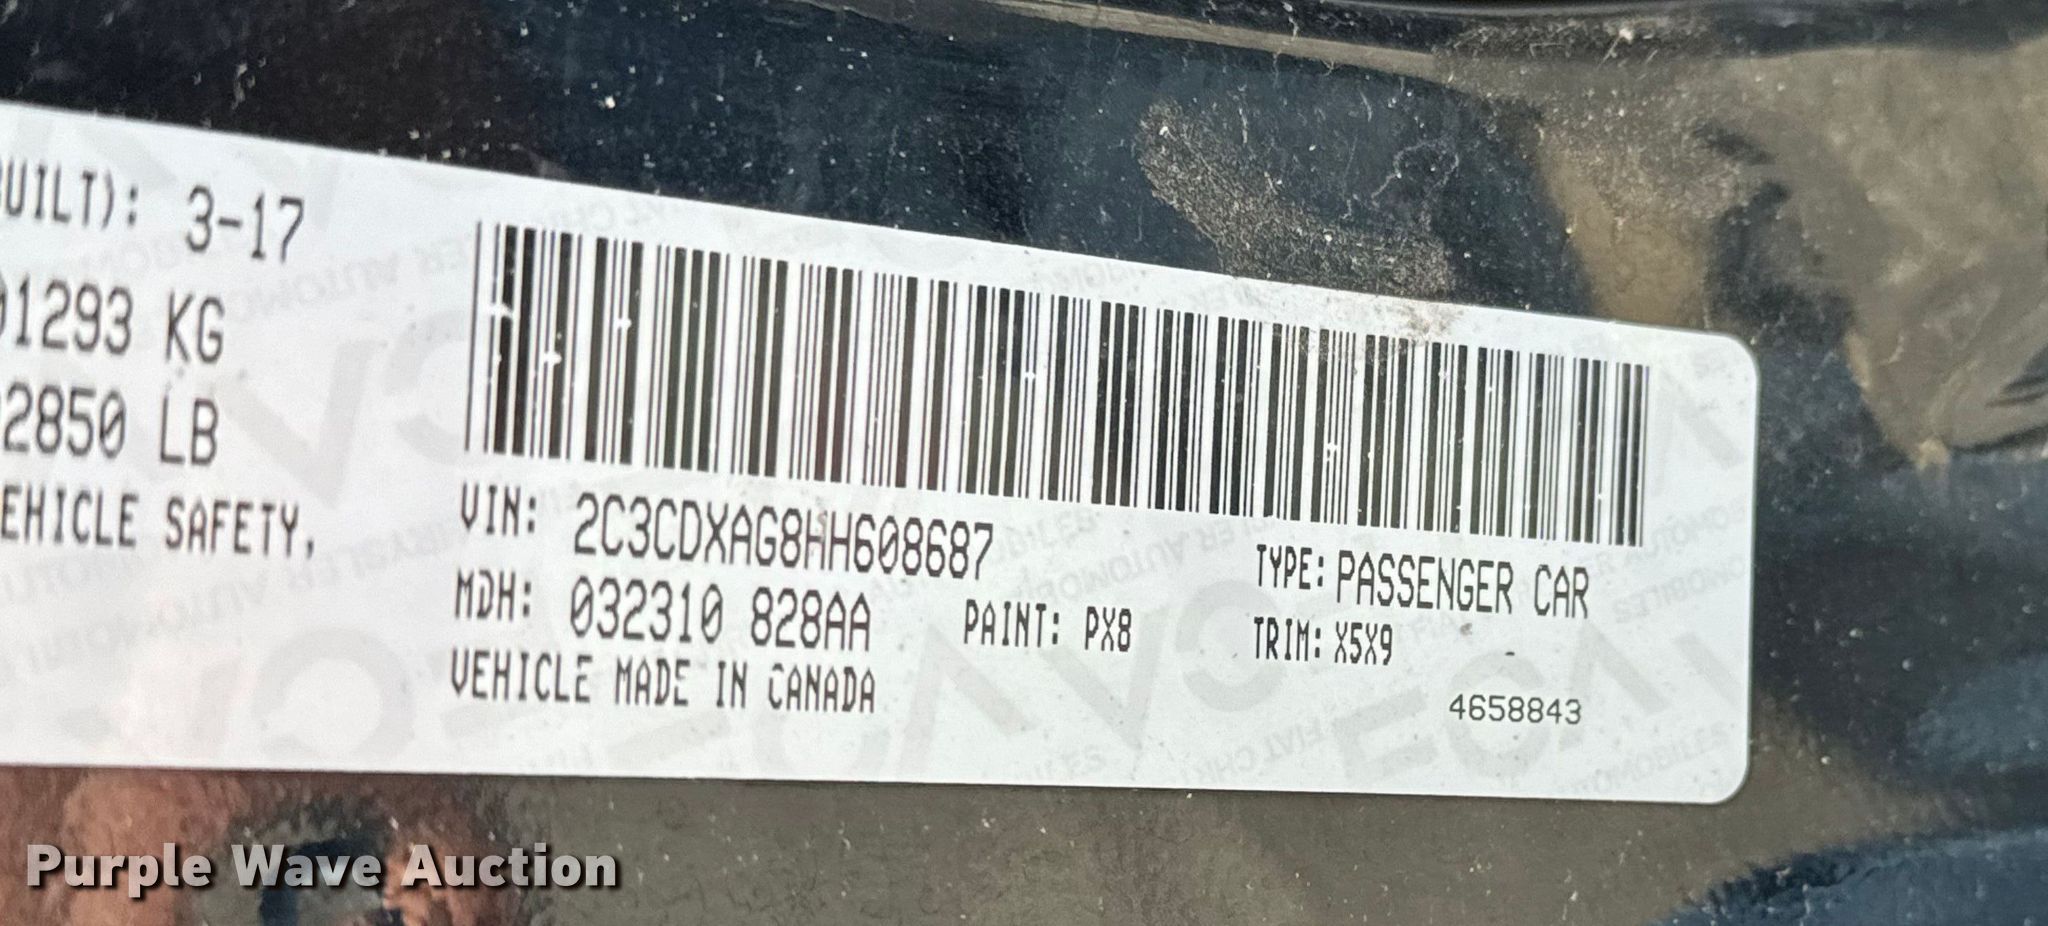 UILT): 3-17
1293 KG
2850 LB
EHICLE SAFETY,
VIN: 2C3CDXAG8HH608687
TYPE: PASSENGER CAR
MDH: 032310 828AA PAINT: PX8
TRIM: X5X9
VEHICLE MADE IN CANADA
4658843
Purple Wave Auction